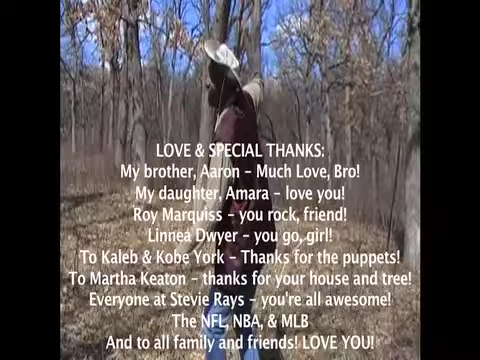 LOVE & SPECIAL THANKS:
My brother, Aaron - Much Love, Bro!
My daughter, Amara - love you!
Roy Marquiss - you rock, friend!
Linnea Dwyer - you go, girl!
To Kaleb & Kobe York - Thanks for the puppets!
To Martha Keaton - thanks for your house and tree!
Everyone at Stevie Rays - you're all awesome!
The NFL, NBA, & MLB
And to all family and friends! LOVE YOU!